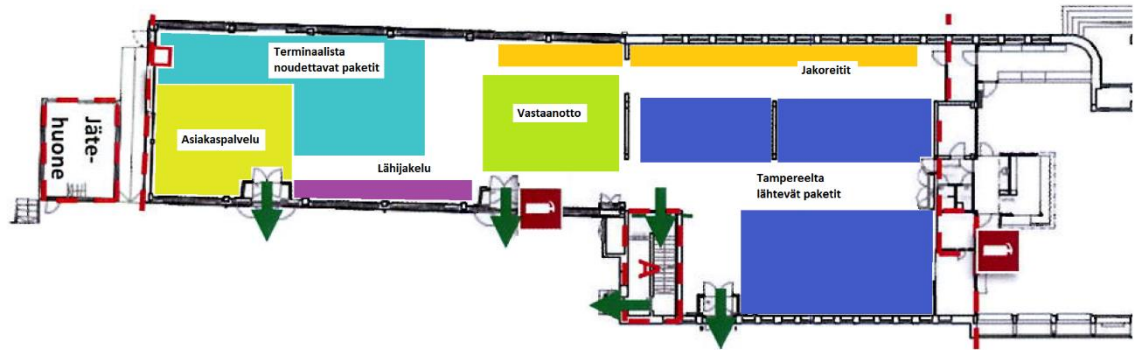 Terminaalista
noudettavat paketit
Jakoreitit
Jäte-
huone
Asiakaspalvelu
Vastaanotto
Lähijakelu
Tampereelta
lähtevät paketit
A